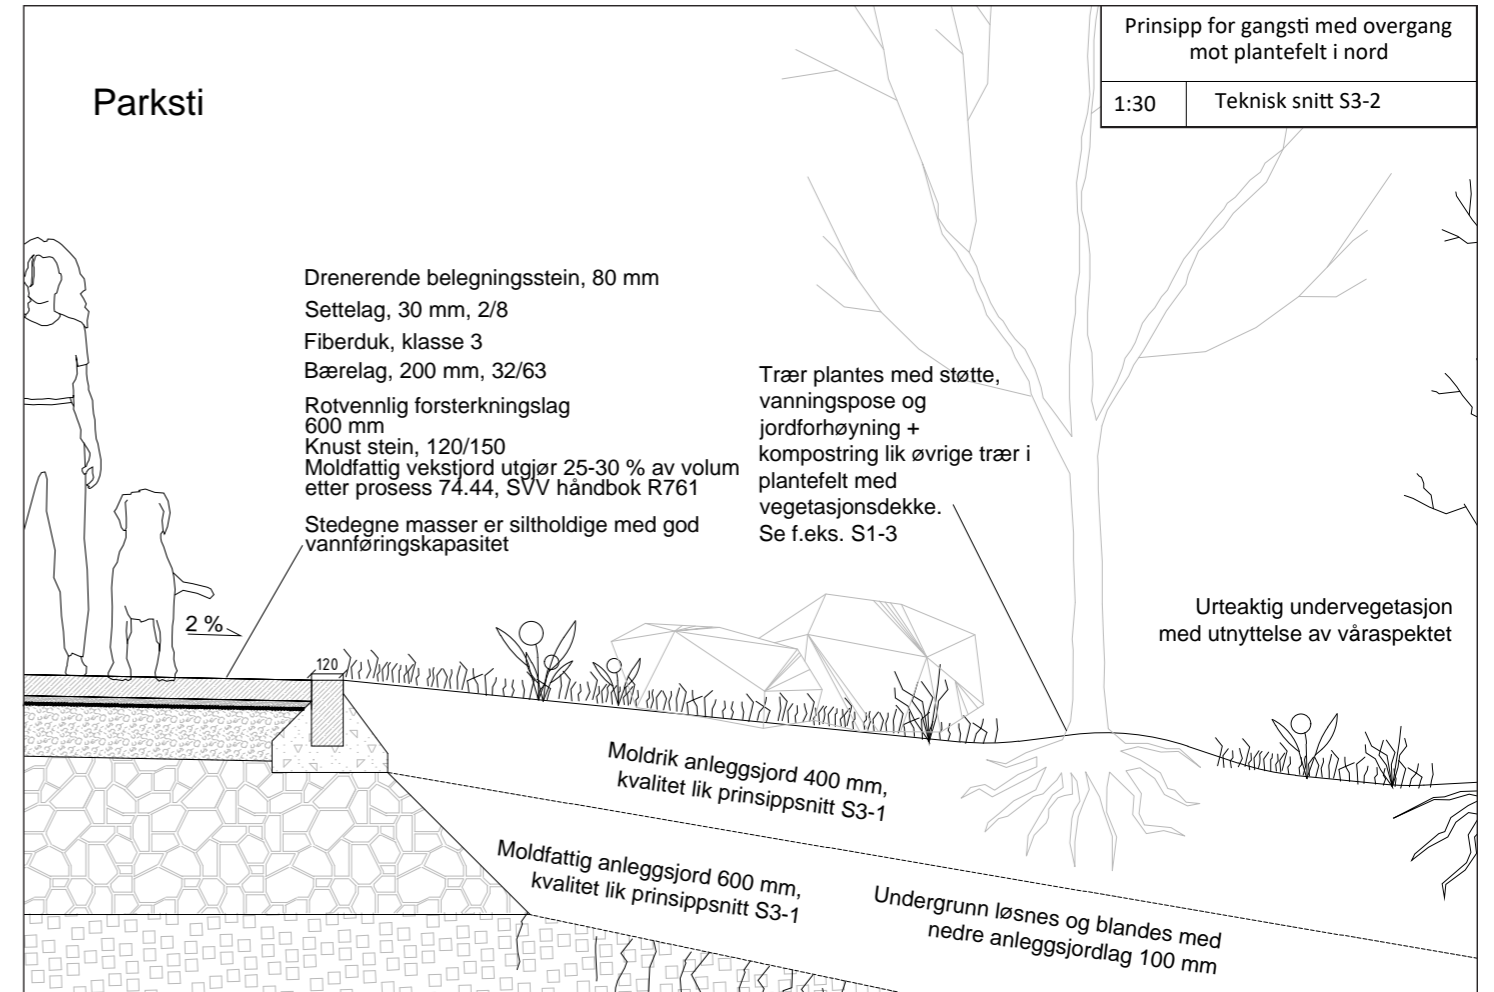 Prinsipp for gangsti med overgang
mot plantefelt i nord
1:30
Teknisk snitt S3-2
Parksti
Drenerende belegningsstein, 80 mm
Settelag, 30 mm, 2/8
Fiberduk, klasse 3
Bærelag, 200 mm, 32/63
Rotvennlig forsterkningslag
600 mm
Knust stein, 120/150
Moldfattig vekstjord utgjør 25-30 % av volum
etter prosess 74.44, SVV håndbok R761
Stedegne masser er siltholdige med god
vannføringskapasitet
Trær plantes med støtte,
vanningspose og
jordforhøyning +
kompostring lik øvrige trær i
plantefelt med
vegetasjonsdekke.
Se f.eks. S1-3
Urteaktig undervegetasjon
med utnyttelse av våraspektet
2 %
120
Moldrik anleggsjord 400 mm,
kvalitet lik prinsippsnitt S3-1
Moldfattig anleggsjord 600 mm,
kvalitet lik prinsippsnitt S3-1
Undergrunn løsnes og blandes med
nedre anleggsjordlag 100 mm